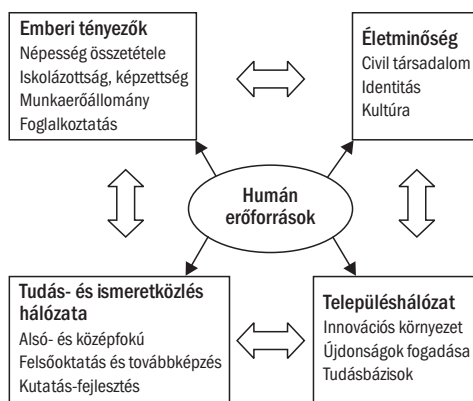 Emberi tényezők
Népesség összetétele
Iskolázottság, képzettség
Munkaerőállomány
Foglalkoztatás
Életminőség
Civil társadalom
Identitás
Kultúra
Humán
erőforrások
Tudás- és ismeretközlés
hálózata
Alsó- és középfokú
Felsőoktatás és továbbképzés
Kutatás-fejlesztés
Településhálózat
Innovációs környezet
Újdonságok fogadása
Tudásbázisok